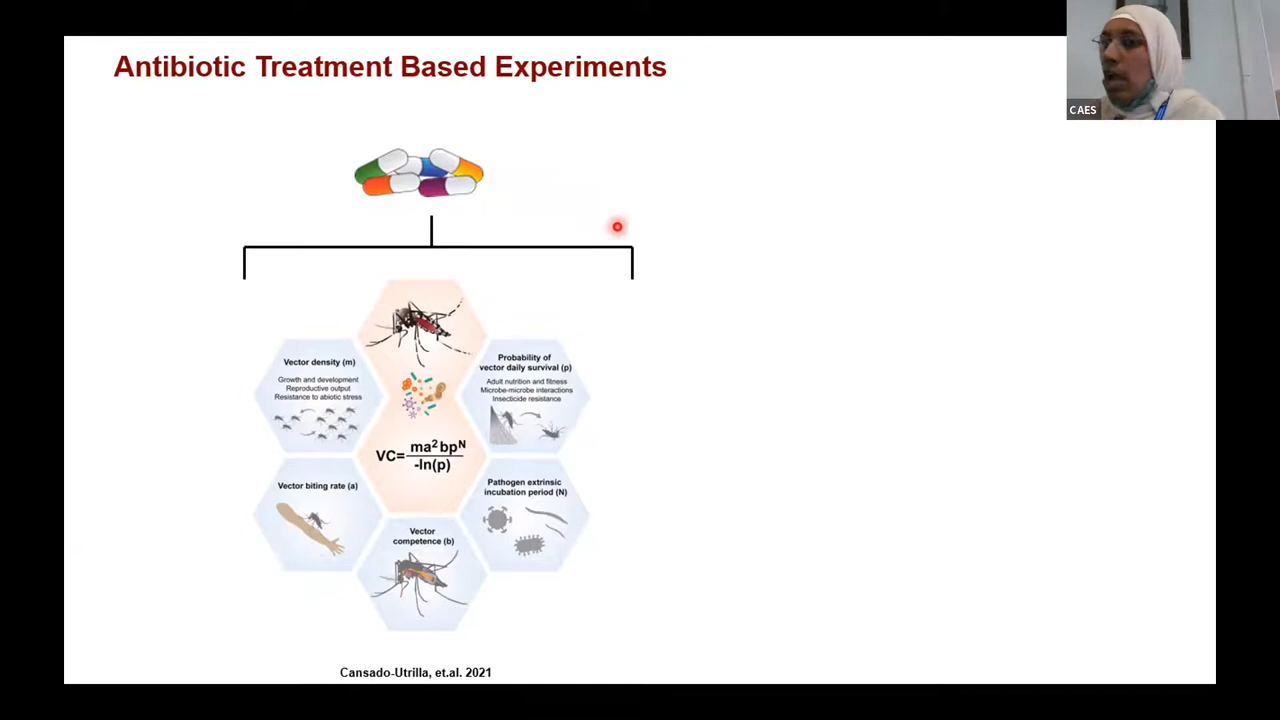 Antibiotic Treatment Based Experiments
CAES
Vector density (m)
Growth and development
Reproductive output
Resistance to abiotic stress
Probability of
vector daily survival (p)
Adult nutrition and fitness
Microbe-microbe interactions
Insecticide resistance
VC= ma² bpᴺ
-ln(p)
Vector biting rate (a)
Pathogen extrinsic
incubation period (N)
Vector
competence (b)
Cansado-Utrilla, et.al. 2021